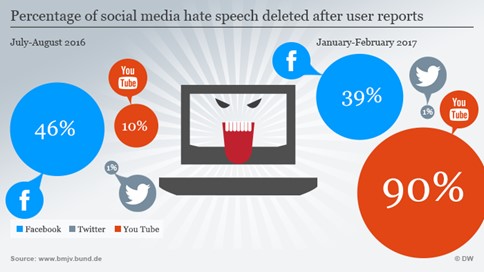 Percentage of social media hate speech deleted after user reports
July-August 2016
January-February 2017
You
Tube
46%
10%
1%
39%
1%
You
Tube
90%
Facebook Twitter You Tube
Source: www.bmjv.bund.de
© DW